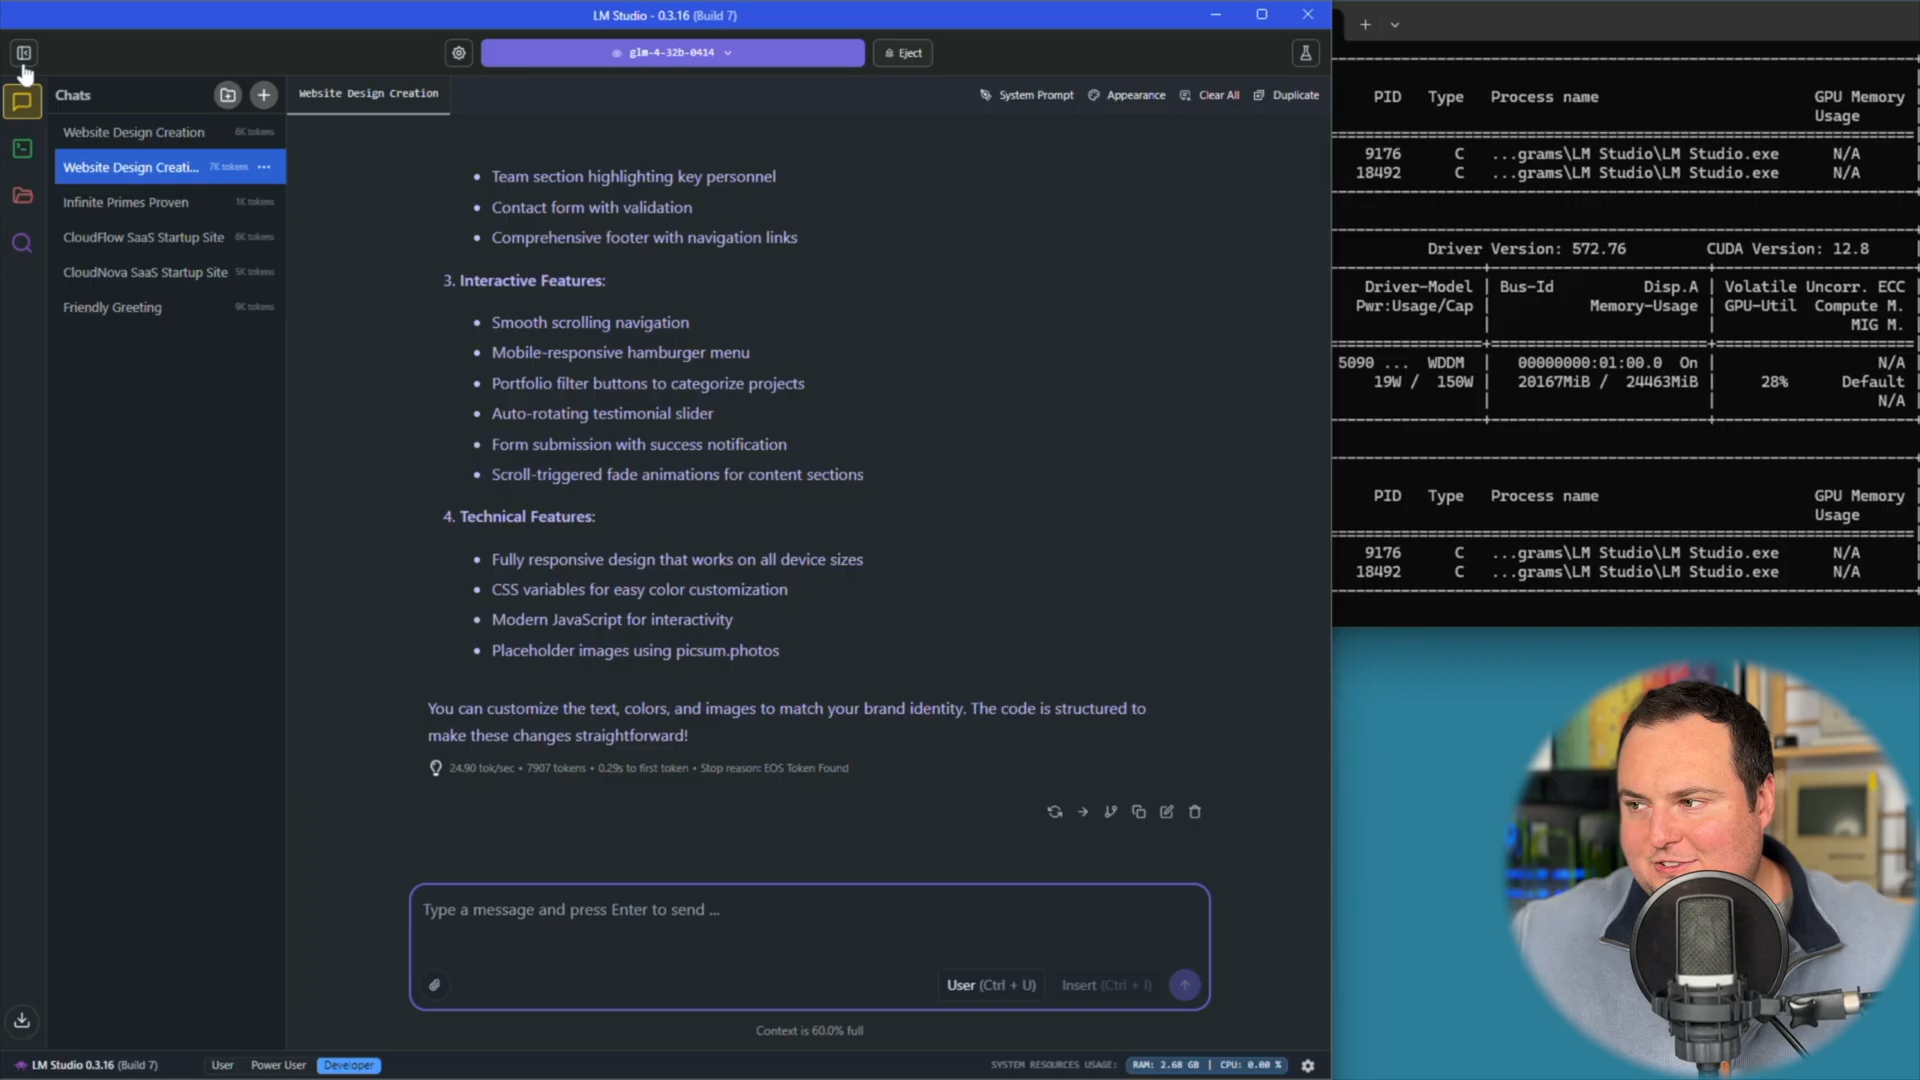 LM Studio - 0.3.16 (Build 7)
glm-4-32b-0414
Eject
Chats
Website Design Creation
System Prompt
Appearance
Clear All
Duplicate
Website Design Creation 6K tokens
Website Design Creati... 7K tokens
Infinite Primes Proven 1K tokens
CloudFlow SaaS Startup Site 6K tokens
CloudNova SaaS Startup Site 5K tokens
Friendly Greeting 9K tokens
• Team section highlighting key personnel
• Contact form with validation
• Comprehensive footer with navigation links
3. Interactive Features:
• Smooth scrolling navigation
• Mobile-responsive hamburger menu
• Portfolio filter buttons to categorize projects
• Auto-rotating testimonial slider
• Form submission with success notification
• Scroll-triggered fade animations for content sections
4. Technical Features:
• Fully responsive design that works on all device sizes
• CSS variables for easy color customization
• Modern JavaScript for interactivity
• Placeholder images using picsum.photos
You can customize the text, colors, and images to match your brand identity. The code is structured to
make these changes straightforward!
24.90 tok/sec • 7907 tokens • 0.29s to first token • Stop reason: EOS Token Found
Type a message and press Enter to send ...
User (Ctrl + U)
Insert (Ctrl + I)
Context is 60.0% full
LM Studio 0.3.16 (Build 7)
User
Power User
Developer
SYSTEM RESOURCES USAGE:
RAM: 2.68 GB | CPU: 0.00 %
PID Type Process name GPU Memory
Usage
9176 C ...grams\LM Studio\LM Studio.exe N/A
18492 C ...grams\LM Studio\LM Studio.exe N/A
Driver Version: 572.76 CUDA Version: 12.8
Driver-Model | Bus-Id Disp.A | Volatile Uncorr. ECC
Pwr:Usage/Cap | Memory-Usage | GPU-Util Compute M.
| | MIG M.
5090 ... WDDM | 00000000:01:00.0 On | N/A
19W / 150W | 20167MiB / 24463MiB | 28% Default
| | N/A
PID Type Process name GPU Memory
Usage
9176 C ...grams\LM Studio\LM Studio.exe N/A
18492 C ...grams\LM Studio\LM Studio.exe N/A